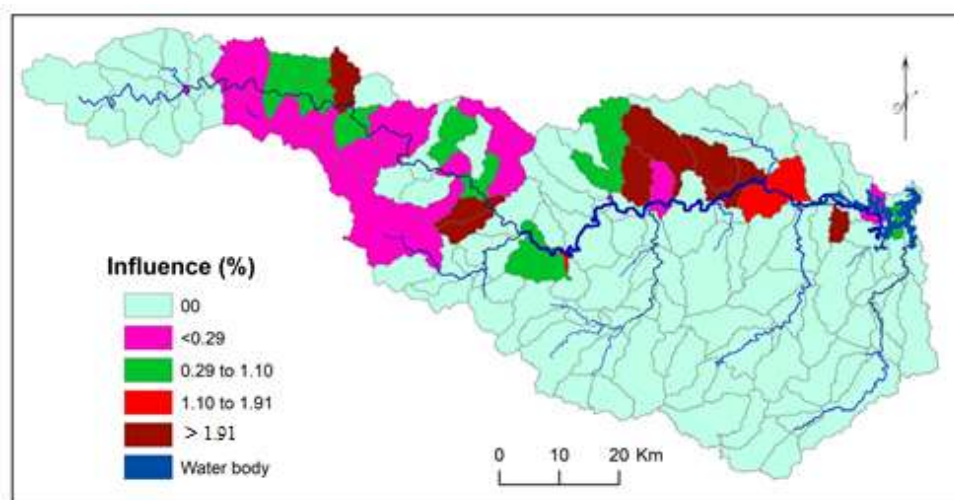 Influence (%)
00
<0.29
0.29 to 1.10
1.10 to 1.91
> 1.91
Water body
0 10 20 Km